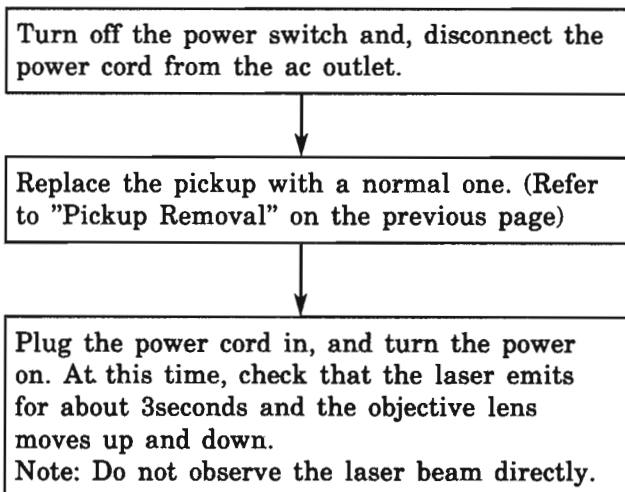 Turn off the power switch and, disconnect the
power cord from the ac outlet.
Replace the pickup with a normal one. (Refer
to "Pickup Removal" on the previous page)
Plug the power cord in, and turn the power
on. At this time, check that the laser emits
for about 3seconds and the objective lens
moves up and down.
Note: Do not observe the laser beam directly.